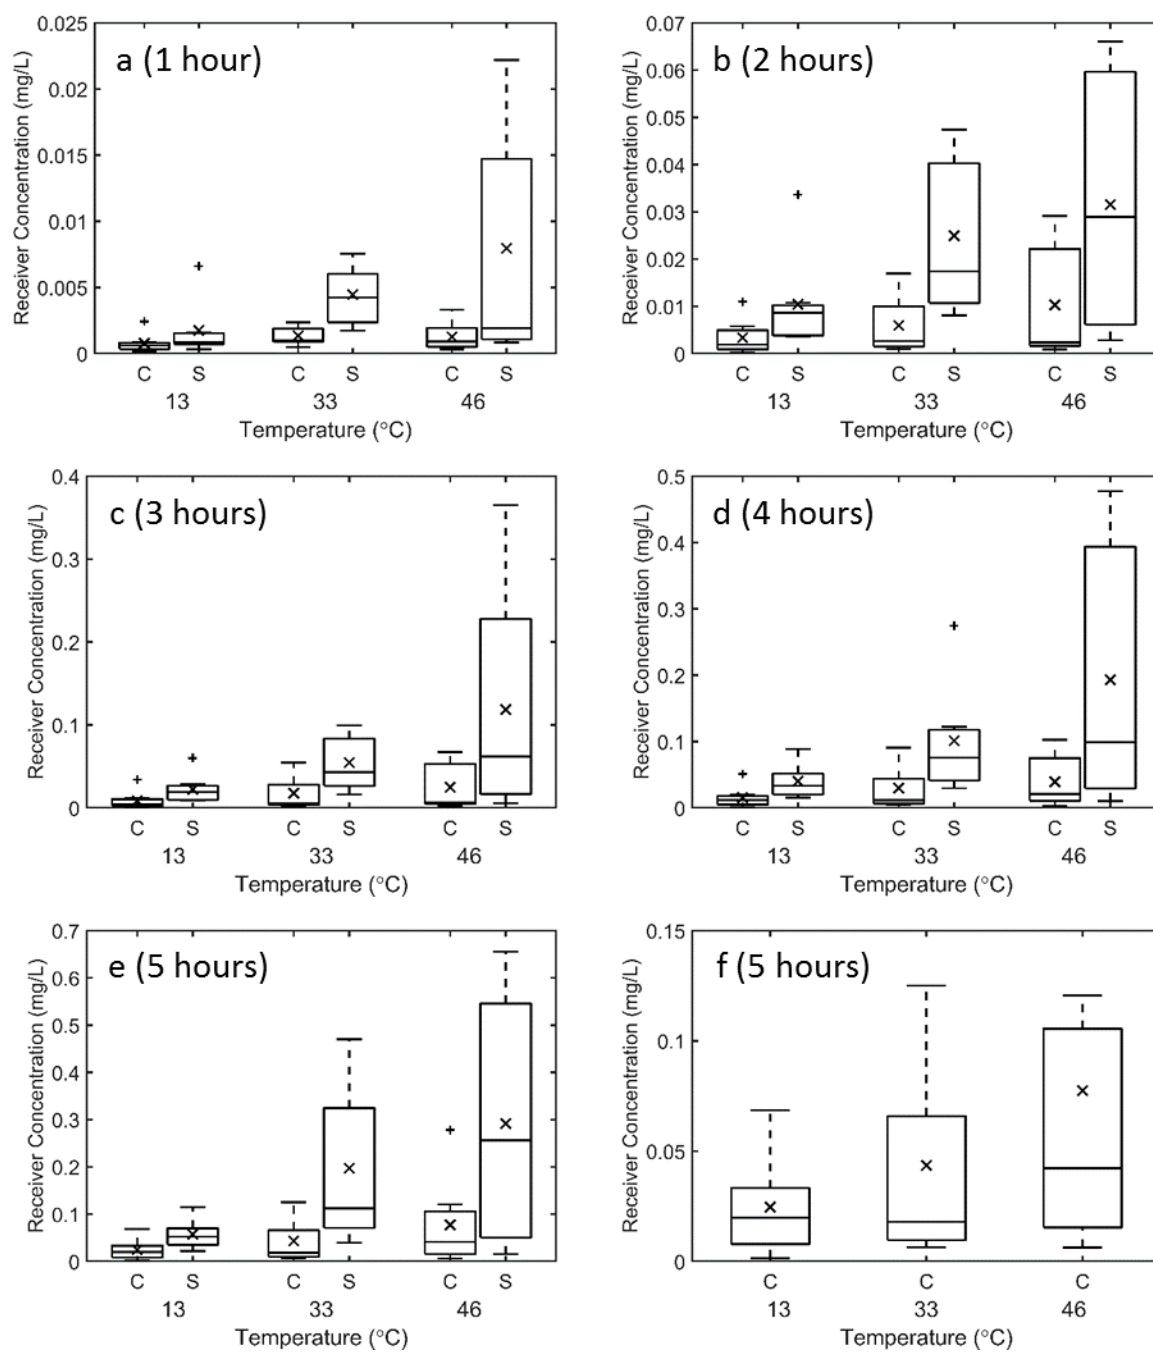 a (1 hour)
Receiver Concentration (mg/L)
0.025
0.02
0.015
0.01
0.005
0
C S C S C S
13 33 46
Temperature (°C)
b (2 hours)
Receiver Concentration (mg/L)
0.07
0.06
0.05
0.04
0.03
0.02
0.01
0
C S C S C S
13 33 46
Temperature (°C)
c (3 hours)
Receiver Concentration (mg/L)
0.4
0.3
0.2
0.1
0
C S C S C S
13 33 46
Temperature (°C)
d (4 hours)
Receiver Concentration (mg/L)
0.5
0.4
0.3
0.2
0.1
0
C S C S C S
13 33 46
Temperature (°C)
e (5 hours)
Receiver Concentration (mg/L)
0.7
0.6
0.5
0.4
0.3
0.2
0.1
0
C S C S C S
13 33 46
Temperature (°C)
f (5 hours)
Receiver Concentration (mg/L)
0.15
0.1
0.05
0
C C C
13 33 46
Temperature (°C)